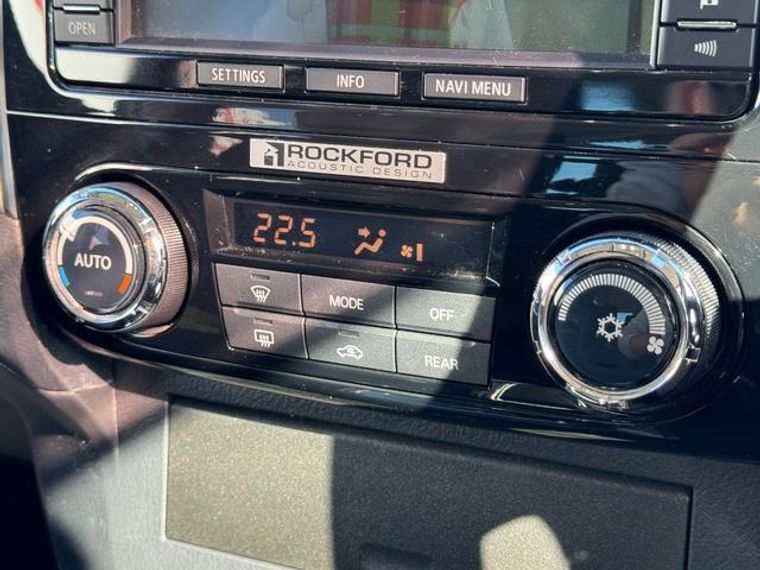 OPEN
SETTINGS INFO NAVI MENU
ROCKFORD
ACOUSTIC DESIGN
22.5
AUTO
MODE OFF
REAR